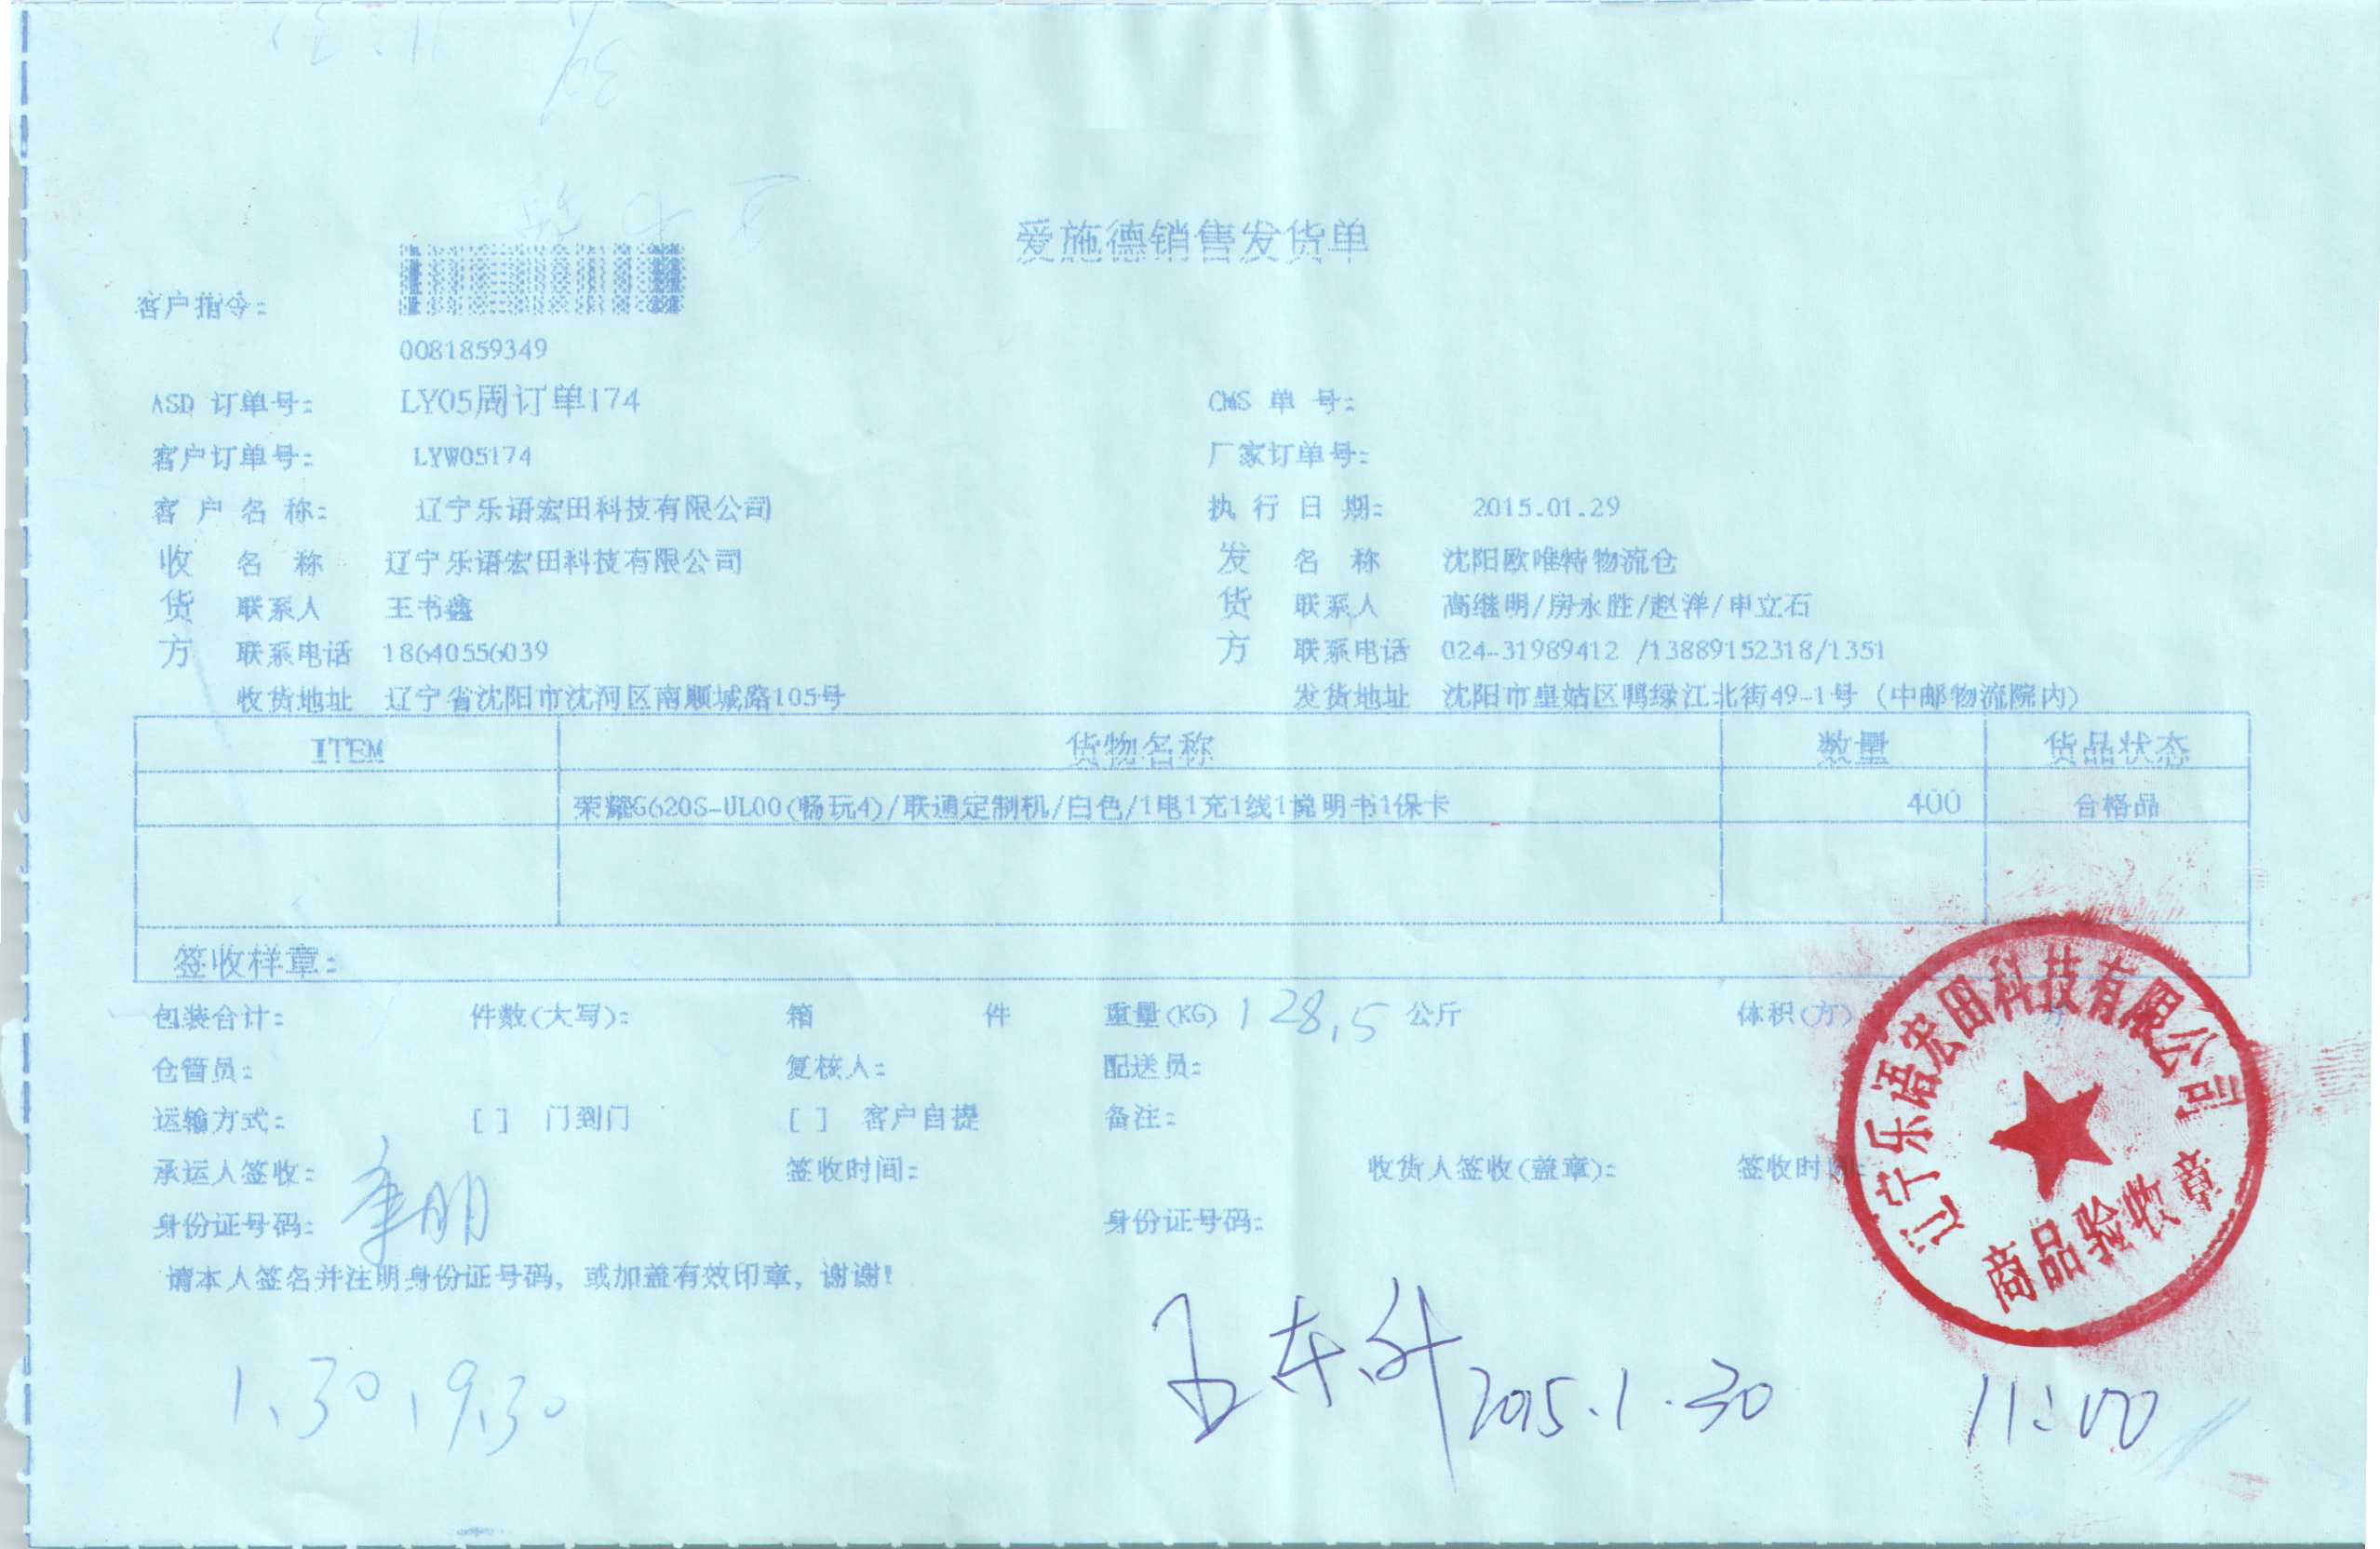 爱施德销售发货单
客户指令:
0081859349
ASD 订单号: LY05周订单174 CMS 单 号:
客户订单号: LYW05174 厂家订单号:
客 户 名 称: 辽宁乐语宏田科技有限公司 执 行 日 期: 2015.01.29
收 名 称 辽宁乐语宏田科技有限公司 发 名 称 沈阳欧唯特物流仓
货 联系人 王书鑫 货 联系人 高继明/房永胜/赵洋/申立石
方 联系电话 18640556039 方 联系电话 024-31989412 /13889152318/1351
收货地址 辽宁省沈阳市沈河区南顺城路105号 发货地址 沈阳市皇姑区鸭绿江北街49-1号 (中邮物流院内)
ITEM 货物名称 数量 货品状态
荣耀G620S-UL00(畅玩4)/联通定制机/白色/1电1充1线1说明书1保卡 400 合格品
签收样章:
包装合计: 件数(大写): 箱 件 重量(KG) 128.5 公斤 体积(方)
仓管员: 复核人: 配送员:
运输方式: [ ] 门到门 [ ] 客户自提 备注:
承运人签收: 签收时间: 收货人签收(盖章): 签收时
身份证号码: 身份证号码:
请本人签名并注明身份证号码, 或加盖有效印章, 谢谢!
辽宁乐语宏田科技有限公司
商品验收章
1.30 9.30 2015.1.30 11:00